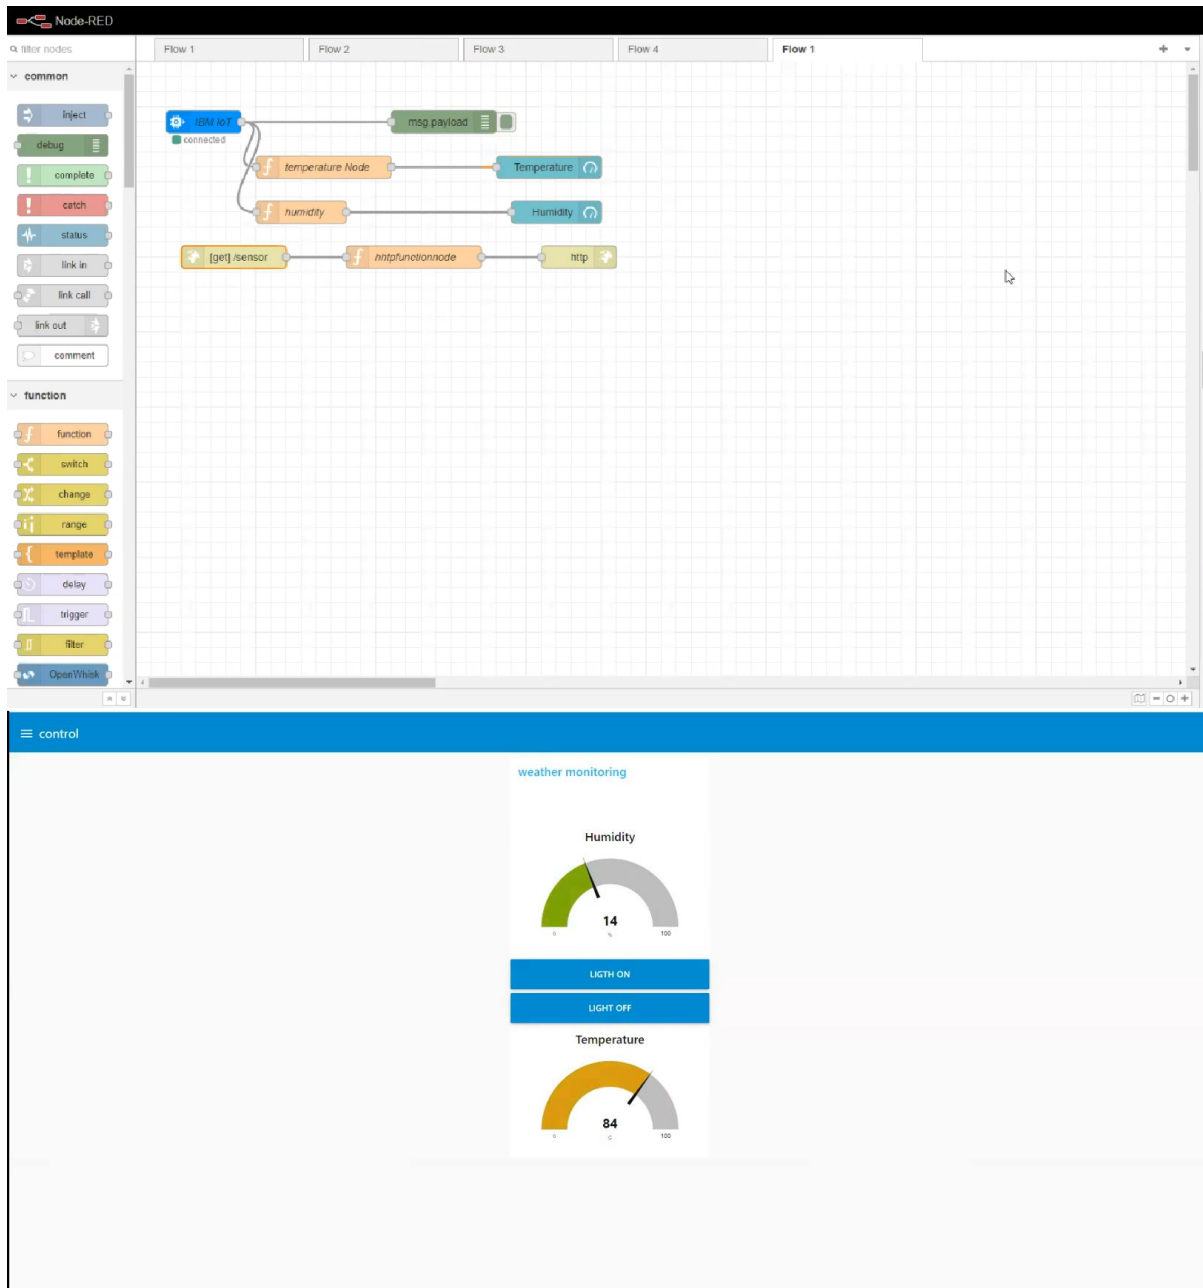 Node-RED
filter nodes
Flow 1
Flow 2
Flow 3
Flow 4
Flow 1
common
inject
debug
complete
catch
status
link in
link call
link out
comment
function
function
switch
change
range
template
delay
trigger
filter
OpenWhisk
IBM IoT
connected
msg.payload
temperature Node
Temperature
humidity
Humidity
[get] /sensor
hhtpfunctionnode
http
control
weather monitoring
Humidity
14
%
0
100
LIGTH ON
LIGHT OFF
Temperature
84
C
0
100